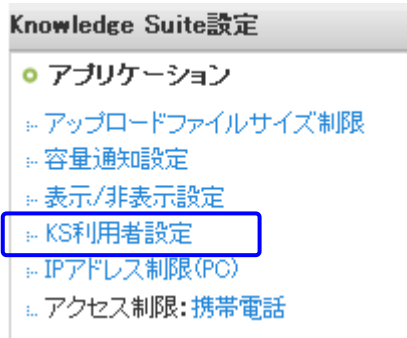 Knowledge Suite設定
アプリケーション
アップロードファイルサイズ制限
容量通知設定
表示/非表示設定
KS利用者設定
IPアドレス制限(PC)
アクセス制限:携帯電話